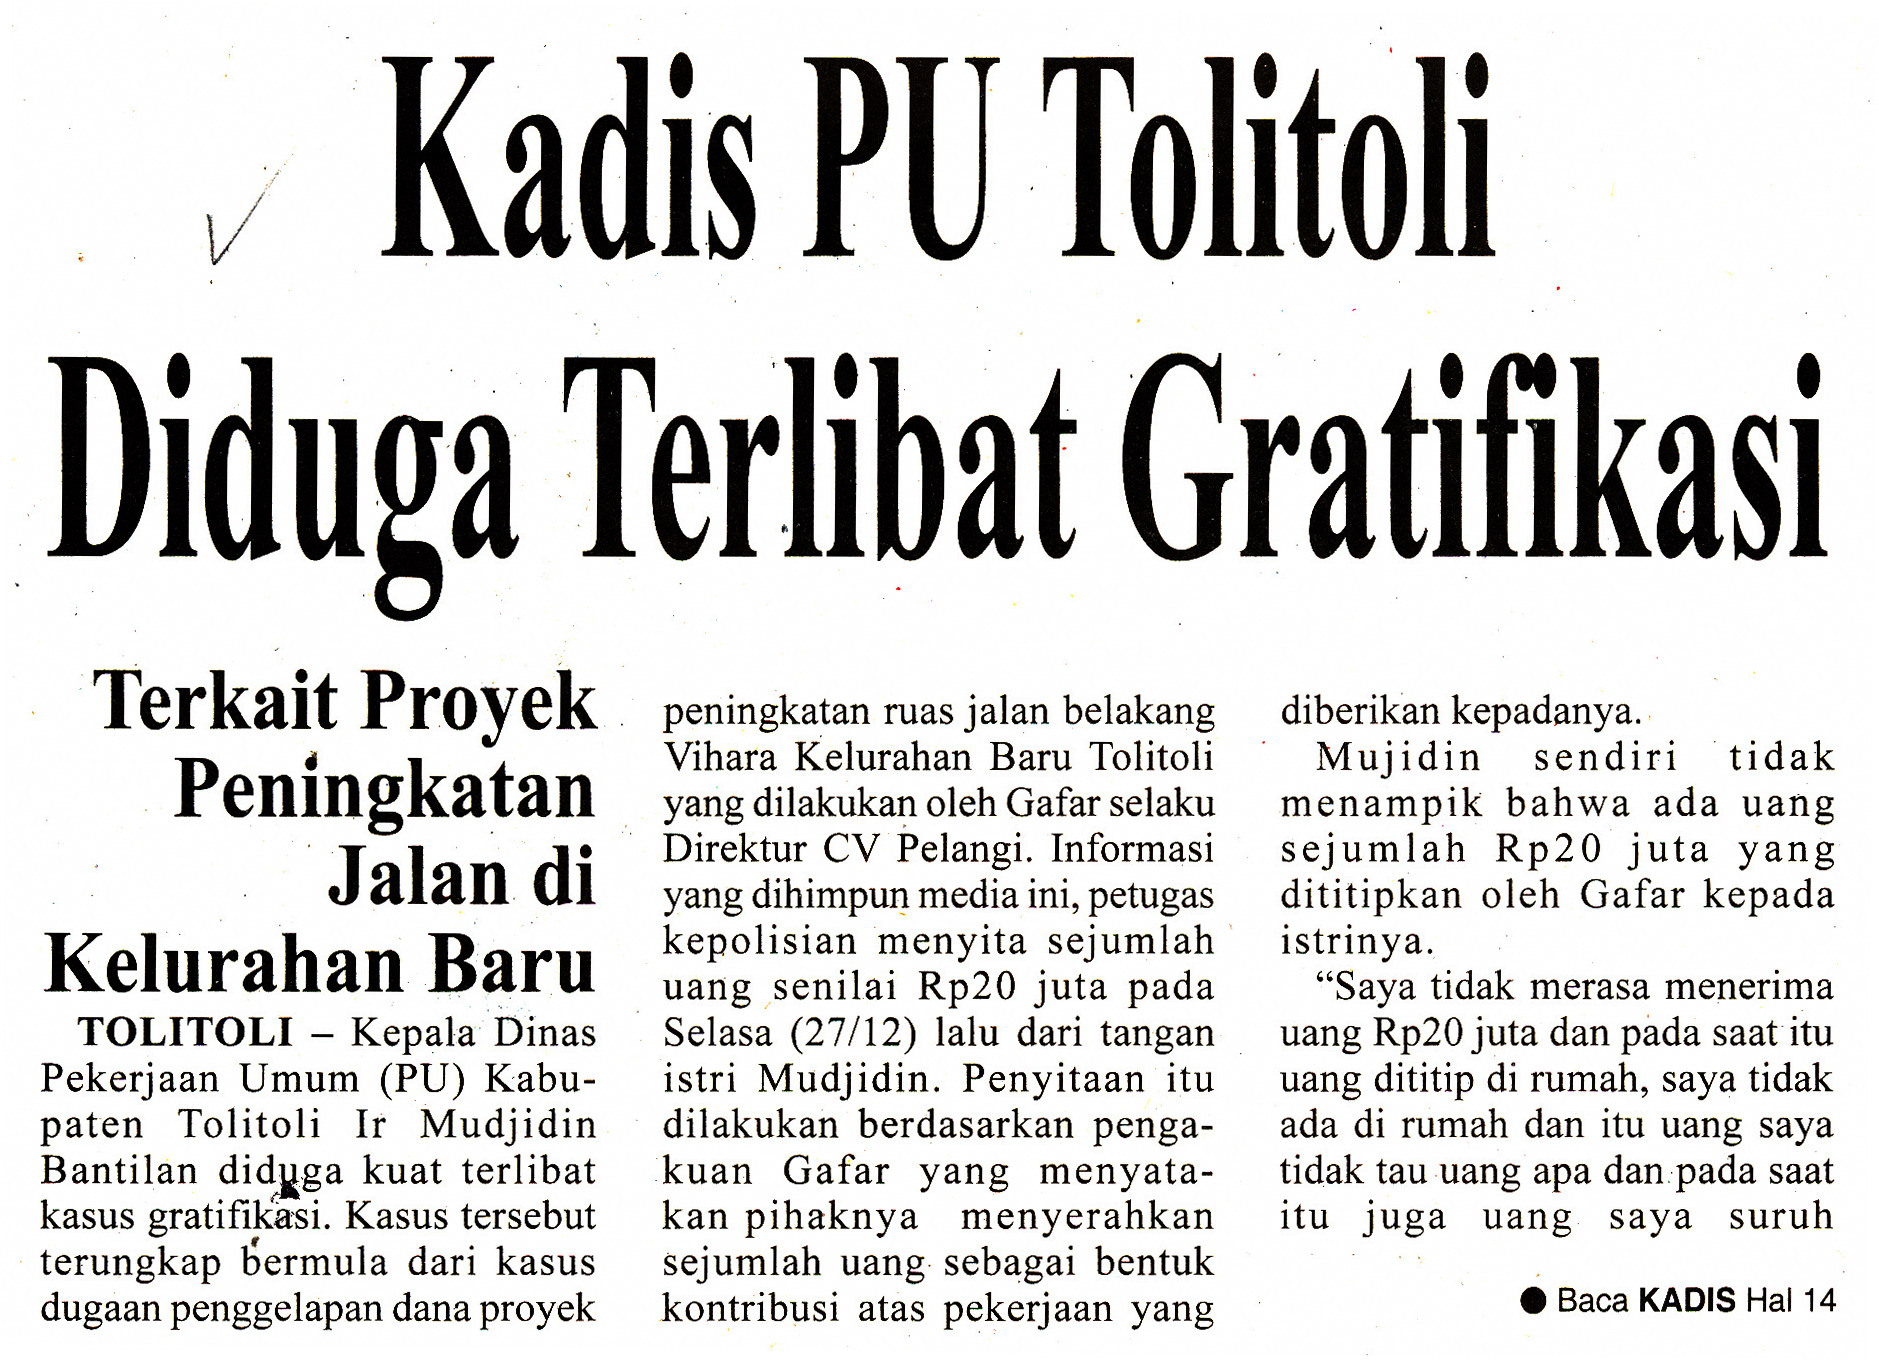 Kadis PU Tolitoli
Diduga Terlibat Gratifikasi
Terkait Proyek
Peningkatan
Jalan di
Kelurahan Baru
TOLITOLI – Kepala Dinas
Pekerjaan Umum (PU) Kabu-
paten Tolitoli Ir Mudjidin
Bantilan diduga kuat terlibat
kasus gratifikasi. Kasus tersebut
terungkap bermula dari kasus
dugaan penggelapan dana proyek
peningkatan ruas jalan belakang
Vihara Kelurahan Baru Tolitoli
yang dilakukan oleh Gafar selaku
Direktur CV Pelangi. Informasi
yang dihimpun media ini, petugas
kepolisian menyita sejumlah
uang senilai Rp20 juta pada
Selasa (27/12) lalu dari tangan
istri Mudjidin. Penyitaan itu
dilakukan berdasarkan penga-
kuan Gafar yang menyata-
kan pihaknya menyerahkan
sejumlah uang sebagai bentuk
kontribusi atas pekerjaan yang
diberikan kepadanya.
Mujidin sendiri tidak
menampik bahwa ada uang
sejumlah Rp20 juta yang
dititipkan oleh Gafar kepada
istrinya.
“Saya tidak merasa menerima
uang Rp20 juta dan pada saat itu
uang dititip di rumah, saya tidak
ada di rumah dan itu uang saya
tidak tau uang apa dan pada saat
itu juga uang saya suruh
● Baca KADIS Hal 14